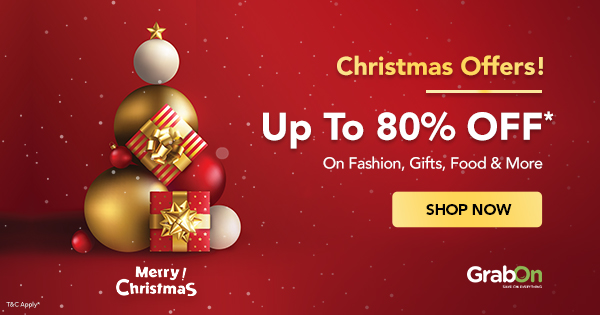 Christmas Offers!
Up To 80% OFF*
On Fashion, Gifts, Food & More
SHOP NOW
Merry!
Christmas
GrabOn
SAVE ON EVERYTHING
T&C Apply*